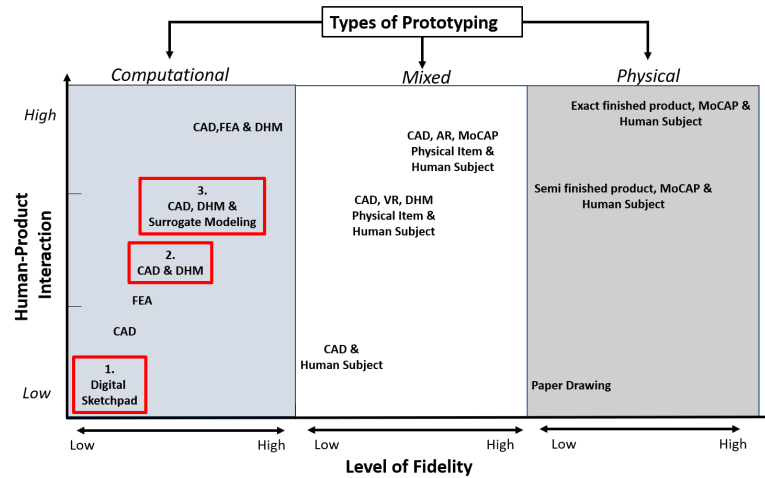 Types of Prototyping
Computational
Mixed
Physical
High
Human-Product
Interaction
Low
CAD,FEA & DHM
3.
CAD, DHM &
Surrogate Modeling
2.
CAD & DHM
FEA
CAD
1.
Digital
Sketchpad
CAD, AR, MoCAP
Physical Item &
Human Subject
CAD, VR, DHM
Physical Item &
Human Subject
CAD &
Human Subject
Exact finished product, MoCAP &
Human Subject
Semi finished product, MoCAP &
Human Subject
Paper Drawing
Low
High
Low
High
Low
High
Level of Fidelity